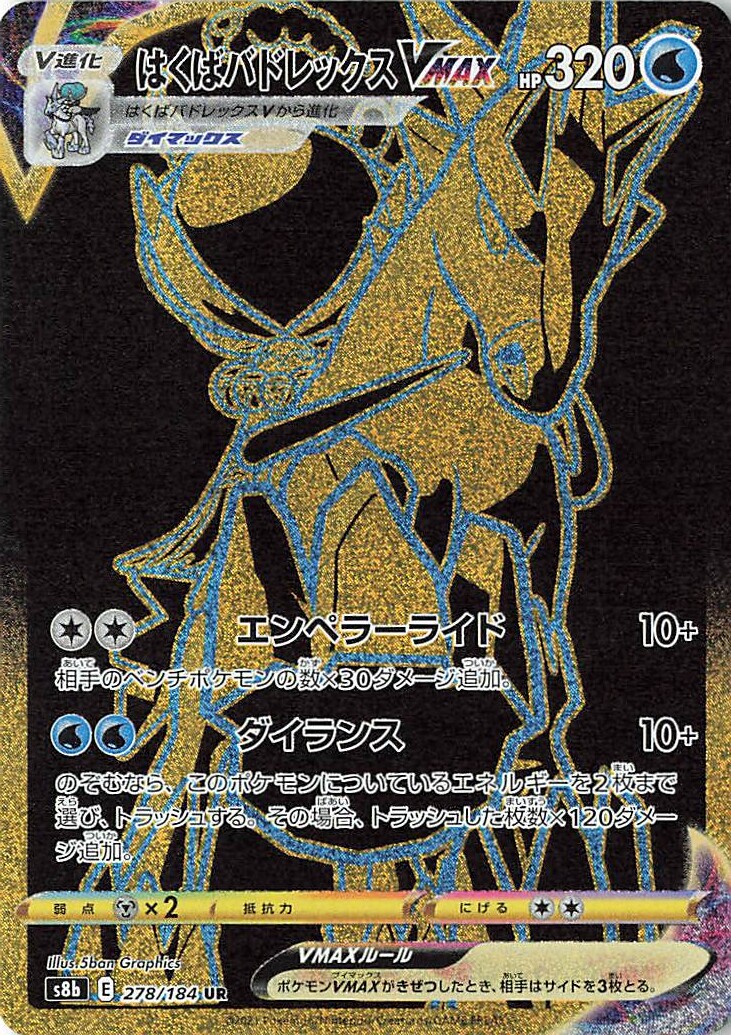 V進化
はくばバドレックスVMAX HP320
はくばバドレックスVから進化
ダイマックス
エンペラーライド 10+
相手のベンチポケモンの数×30ダメージ追加。
ダイランス 10+
のぞむなら、このポケモンについているエネルギーを2枚まで
選び、トラッシュする。その場合、トラッシュした枚数×120ダメー
ジ追加。
弱点 ×2 抵抗力 にげる
Illus. 5ban Graphics
VMAXルール
s8b E 278/184 UR
ポケモンVMAXがきぜつしたとき、相手はサイドを3枚とる。
©2021 Pokémon/Nintendo/Creatures/GAME FREAK